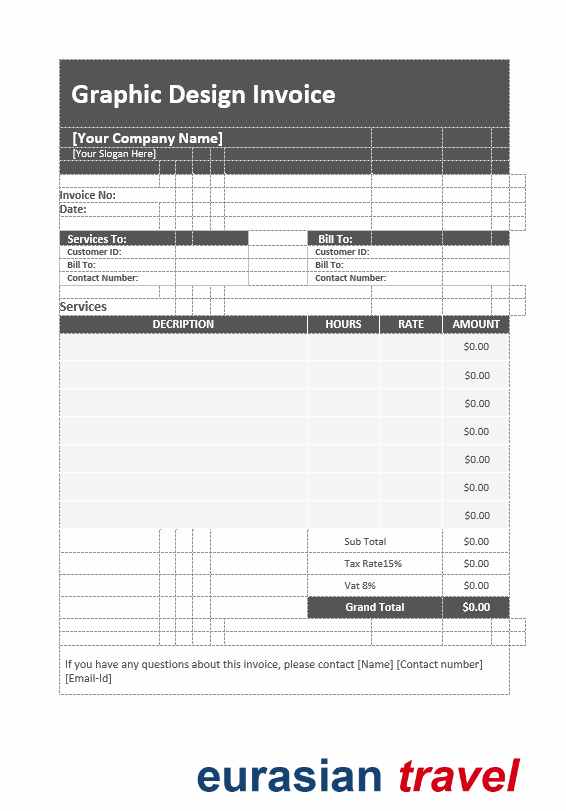 Graphic Design Invoice
[Your Company Name]
[Your Slogan Here]
Invoice No:
Date:
Services To: Bill To:
Customer ID: Customer ID:
Bill To: Bill To:
Contact Number: Contact Number:
Services
DECRIPTION HOURS RATE AMOUNT
$0.00
$0.00
$0.00
$0.00
$0.00
$0.00
$0.00
Sub Total $0.00
Tax Rate15% $0.00
Vat 8% $0.00
Grand Total $0.00
If you have any questions about this invoice, please contact [Name] [Contact number]
[Email-Id]
eurasian travel